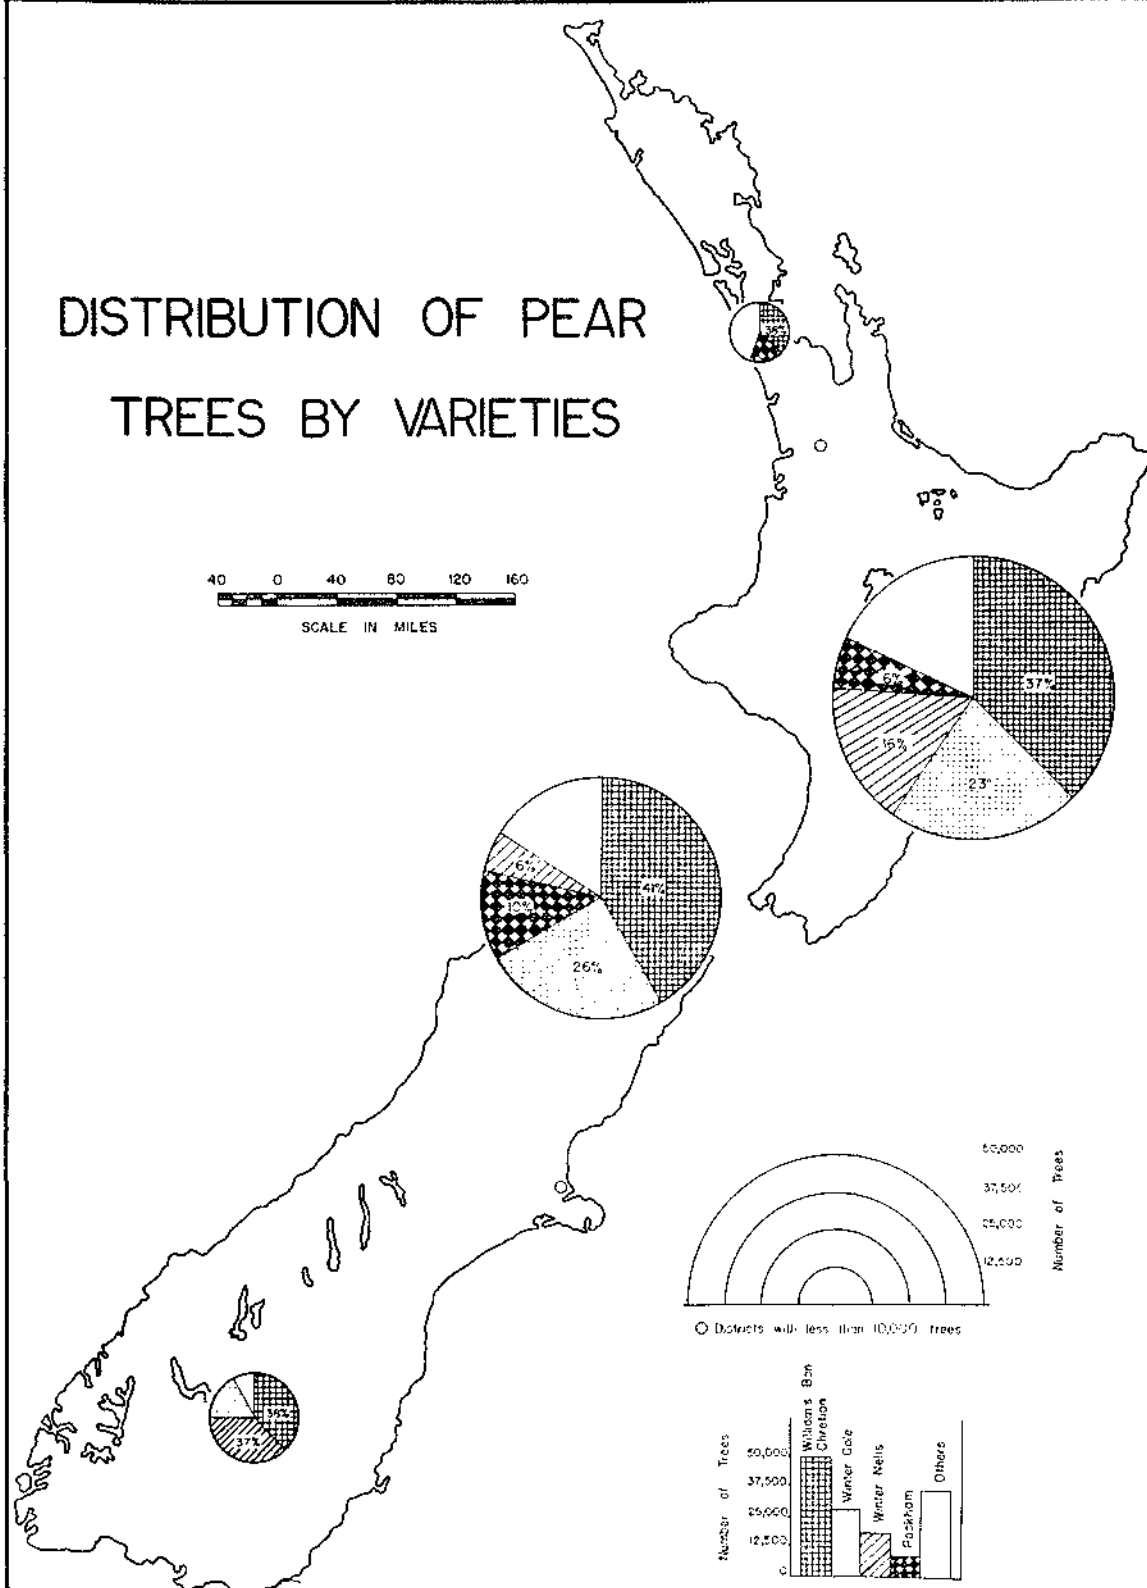 DISTRIBUTION OF PEAR
TREES BY VARIETIES
40 0 40 80 120 160
SCALE IN MILES
38%
37%
6%
16%
23%
41%
6%
10%
26%
38%
37%
50,000
37,500
25,000
12,500
Number of Trees
Districts with less than 10,000 trees
Number of Trees
50,000
37,500
25,000
12,500
0
Williams Bon
Chretien
Winter Cole
Winter Nelis
Packham
Others